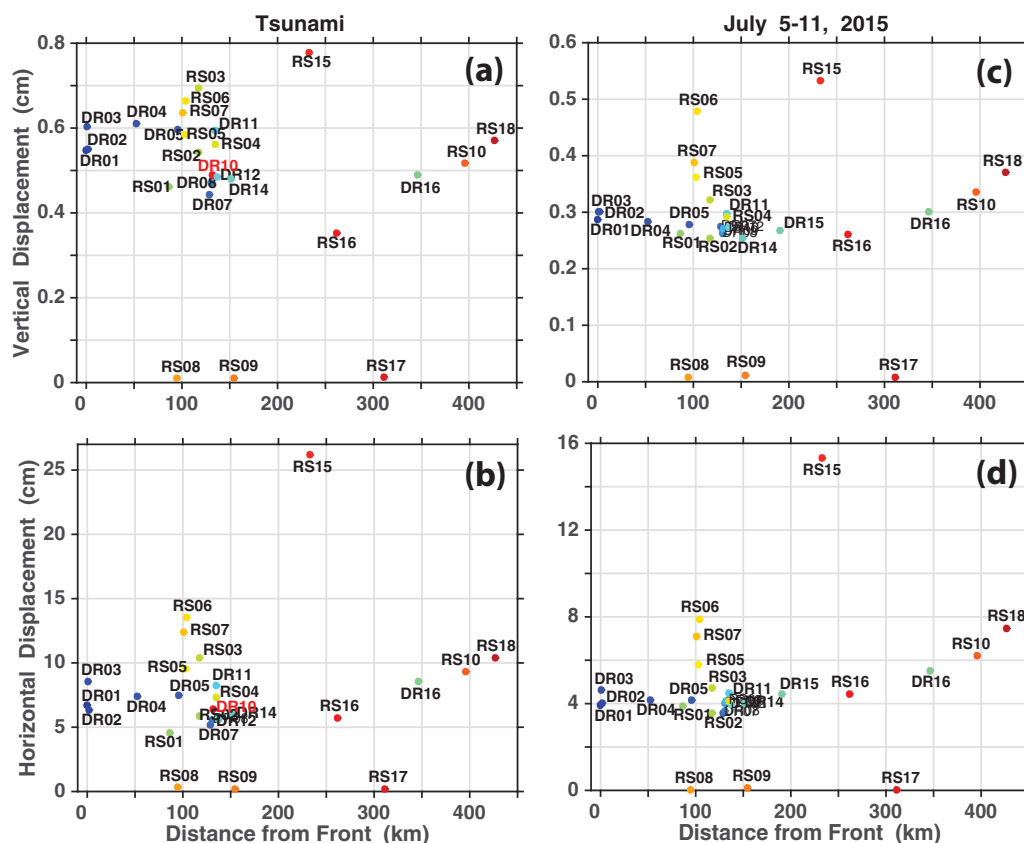 Tsunami
July 5-11, 2015
Vertical Displacement (cm)
0.8
0.6
0.4
0.2
0
(a)
RS15
RS03
RS06
RS07
DR03
DR04
DR11
DR02
DR05
RS05
RS04
RS18
DR01
RS02
DR10
RS10
RS01
DR08
DR12
DR14
DR16
DR07
RS16
RS08
RS09
RS17
0
100
200
300
400
0.6
0.5
0.4
0.3
0.2
0.1
0
(c)
RS15
RS06
RS07
RS05
RS18
DR03
RS03
DR11
RS10
DR02
DR05
RS04
DR15
DR16
DR01
DR04
RS01
RS02
DR14
RS16
RS08
RS09
RS17
0
100
200
300
400
Horizontal Displacement (cm)
25
20
15
10
5
0
(b)
RS15
RS06
RS07
RS03
RS18
DR03
RS05
DR11
RS10
DR01
DR05
RS04
DR16
DR02
DR04
RS02
DR10
DR14
DR12
RS01
DR07
RS16
RS08
RS09
RS17
0
100
200
300
400
Distance from Front (km)
16
12
8
4
0
(d)
RS15
RS06
RS07
RS18
RS05
RS10
DR03
RS03
DR16
DR02
DR05
DR11
DR15
RS16
DR01
DR04
RS01
DR14
RS02
RS08
RS09
RS17
0
100
200
300
400
Distance from Front (km)